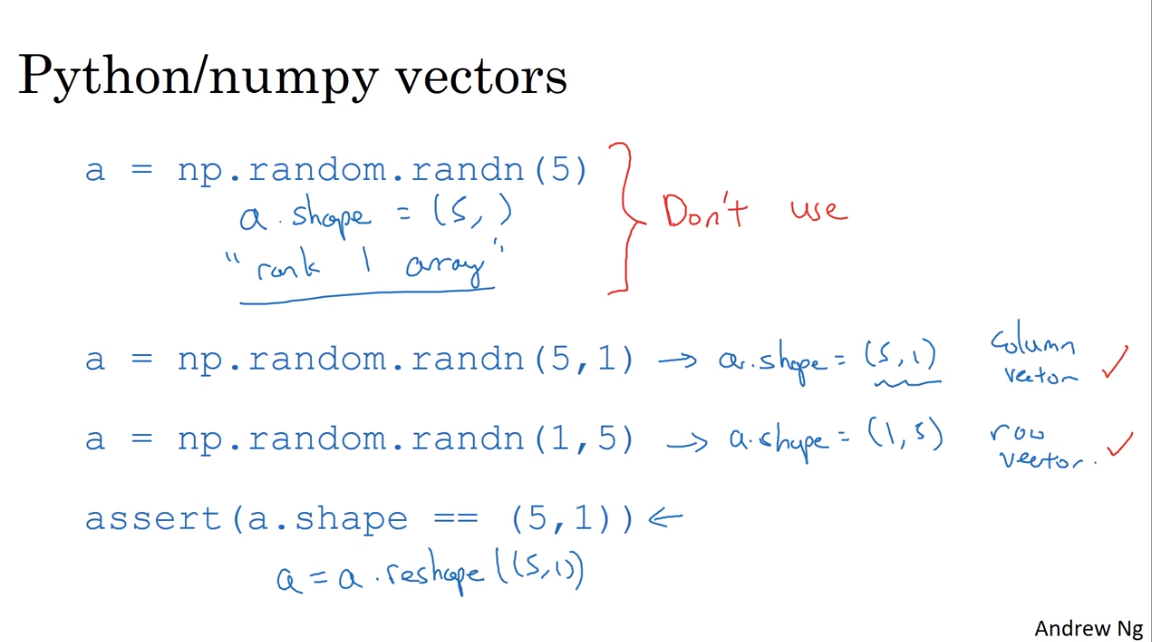 Python/numpy vectors
a = np.random.randn(5)
a.shape = (5,)
"rank 1 array"
Don't use
a = np.random.randn(5,1) → a.shape = (5,1) column vector ✓
a = np.random.randn(1,5) → a.shape = (1,5) row vector. ✓
assert(a.shape == (5,1)) ←
a = a.reshape((5,1))
Andrew Ng